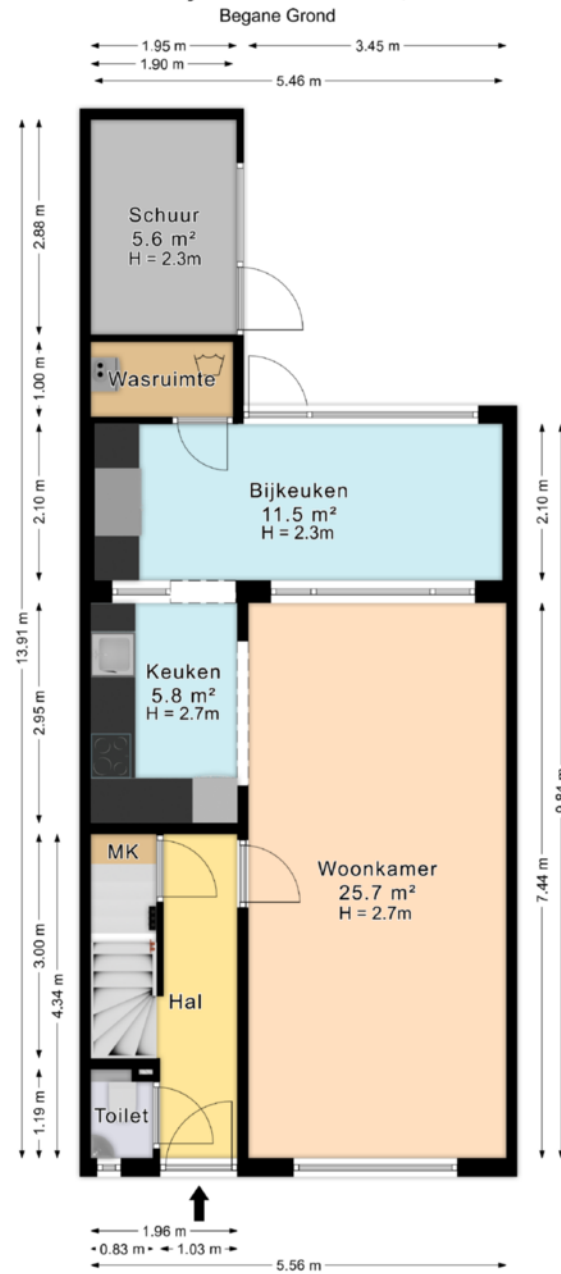 Begane Grond
1.95 m
3.45 m
1.90 m
5.46 m
2.88 m
Schuur
5.6 m²
H = 2.3m
1.00 m
Wasruimte
2.10 m
Bijkeuken
11.5 m²
H = 2.3m
2.10 m
13.91 m
2.95 m
Keuken
5.8 m²
H = 2.7m
9.84 m
7.44 m
MK
Woonkamer
25.7 m²
H = 2.7m
3.00 m
4.34 m
Hal
1.19 m
Toilet
1.96 m
0.83 m
1.03 m
5.56 m